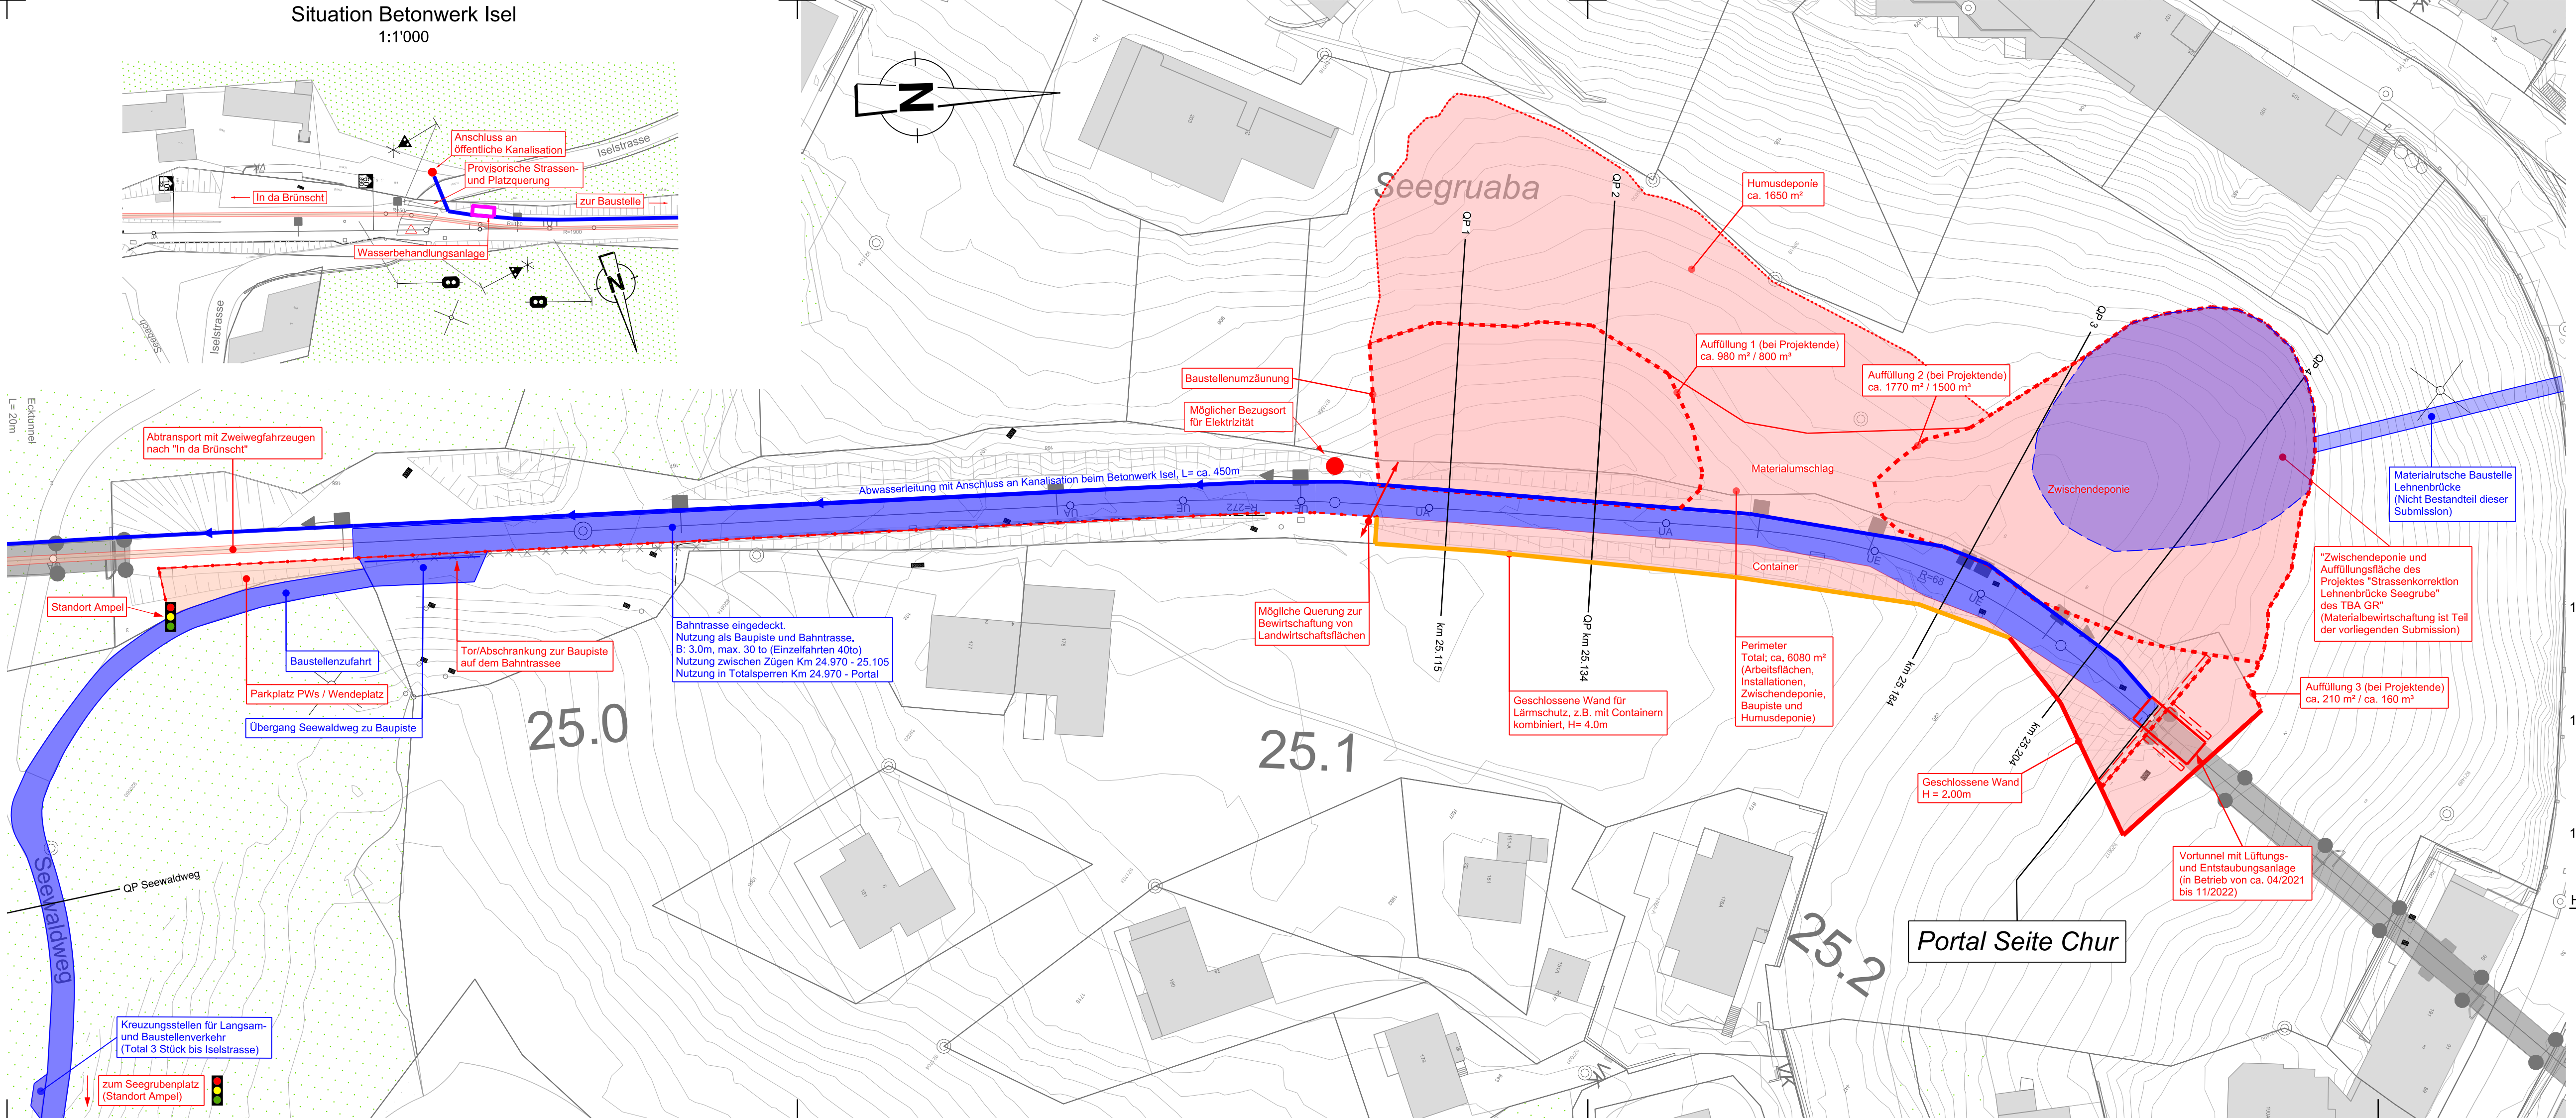 Situation Betonwerk Isel
1:1'000
Anschluss an
öffentliche Kanalisation
Provisorische Strassen-
und Platzquerung
Iselstrasse
In da Brünscht
zur Baustelle
Wasserbehandlungsanlage
N
Iselstrasse
Seebach
N
Seegruaba
QP 1
QP 2
QP 3
QP 4
Humusdeponie
ca. 1650 m²
Auffüllung 1 (bei Projektende)
ca. 980 m² / 800 m³
Auffüllung 2 (bei Projektende)
ca. 1770 m² / 1500 m³
Baustellenumzäunung
Möglicher Bezugsort
für Elektrizität
Ecktunnel
L= 20m
Abtransport mit Zweiwegfahrzeugen
nach "In da Brünscht"
Abwasserleitung mit Anschluss an Kanalisation beim Betonwerk Isel, L= ca. 450m
Materialumschlag
Zwischendeponie
Materialrutsche Baustelle
Lehnenbrücke
(Nicht Bestandteil dieser
Submission)
UA
UE
R=272
UE
UA
UA
UE
R=68
UE
Container
"Zwischendeponie und
Auffüllungsfläche des
Projektes "Strassenkorrektion
Lehnenbrücke Seegrube"
des TBA GR"
(Materialbewirtschaftung ist Teil
der vorliegenden Submission)
Standort Ampel
Baustellenzufahrt
Parkplatz PWs / Wendeplatz
Übergang Seewaldweg zu Baupiste
Tor/Abschrankung zur Baupiste
auf dem Bahntrassee
Bahntrasse eingedeckt.
Nutzung als Baupiste und Bahntrasse.
B: 3.0m, max. 30 to (Einzelfahrten 40to)
Nutzung zwischen Zügen Km 24.970 - 25.105
Nutzung in Totalsperren Km 24.970 - Portal
Mögliche Querung zur
Bewirtschaftung von
Landwirtschaftsflächen
km 25.115
QP km 25.134
km 25.184
km 25.204
Geschlossene Wand für
Lärmschutz, z.B. mit Containern
kombiniert, H= 4.0m
Perimeter
Total; ca. 6080 m²
(Arbeitsflächen,
Installationen,
Zwischendeponie,
Baupiste und
Humusdeponie)
Auffüllung 3 (bei Projektende)
ca. 210 m² / ca. 160 m³
Geschlossene Wand
H = 2.00m
Vortunnel mit Lüftungs-
und Entstaubungsanlage
(in Betrieb von ca. 04/2021
bis 11/2022)
25.0
25.1
25.2
Portal Seite Chur
Seewaldweg
QP Seewaldweg
Kreuzungsstellen für Langsam-
und Baustellenverkehr
(Total 3 Stück bis Iselstrasse)
zum Seegrubenplatz
(Standort Ampel)
VK
VK